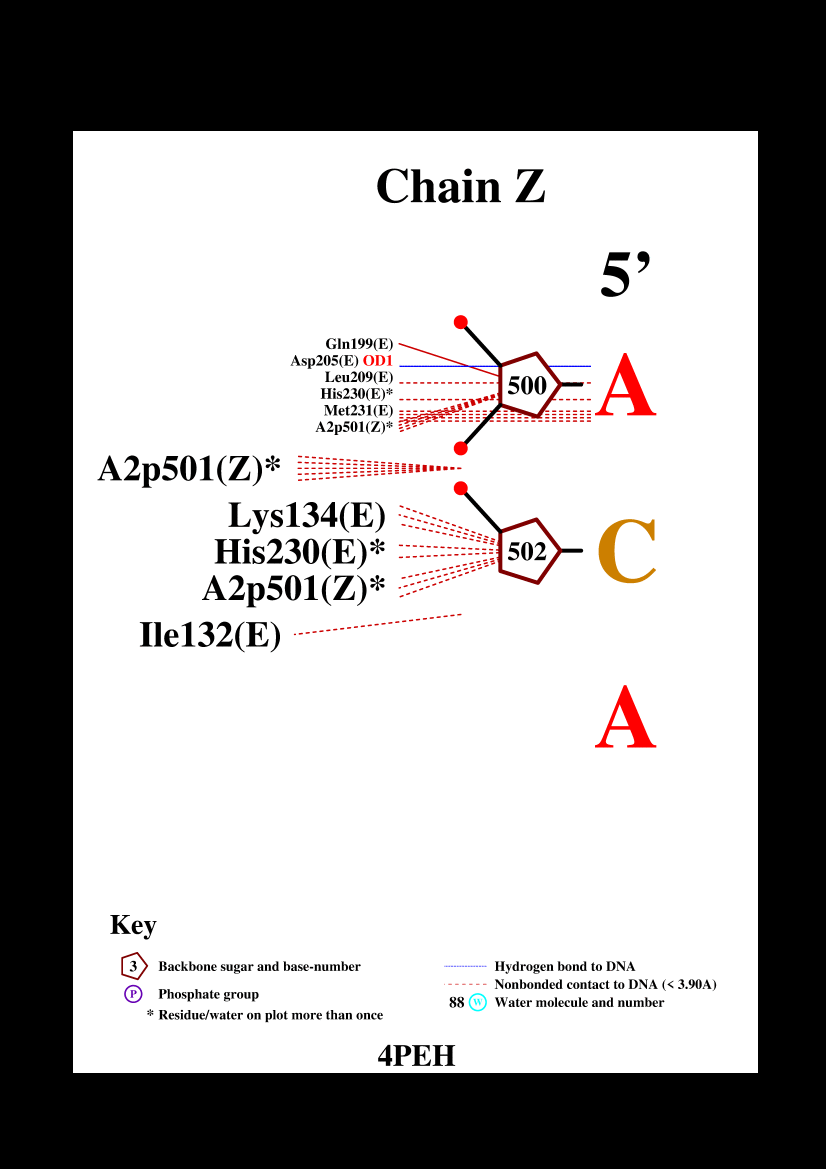 Chain Z
5’
Gln199(E)
Asp205(E) OD1
Leu209(E)
His230(E)*
Met231(E)
A2p501(Z)*
500
A
A2p501(Z)*
Lys134(E)
His230(E)*
A2p501(Z)*
502
C
Ile132(E)
A
Key
3 Backbone sugar and base-number
P Phosphate group
* Residue/water on plot more than once
Hydrogen bond to DNA
Nonbonded contact to DNA (< 3.90A)
88 W Water molecule and number
4PEH